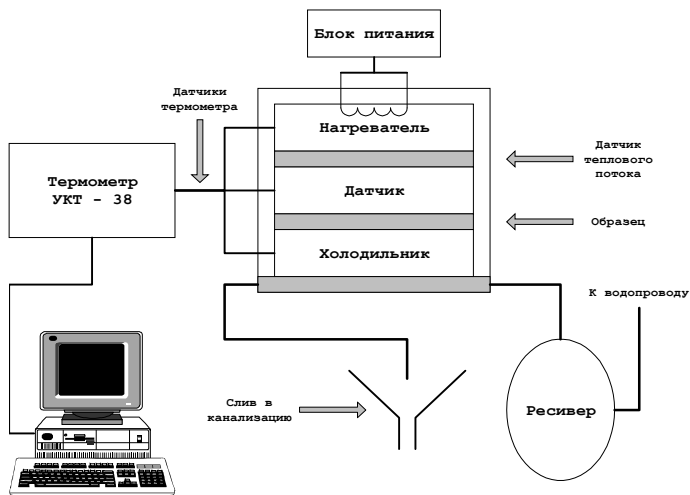 Блок питания
Датчики
термометра
Нагреватель
Датчик
теплового
потока
Термометр
УКТ - 38
Датчик
Образец
Холодильник
К водопроводу
Слив в
канализацию
Ресивер